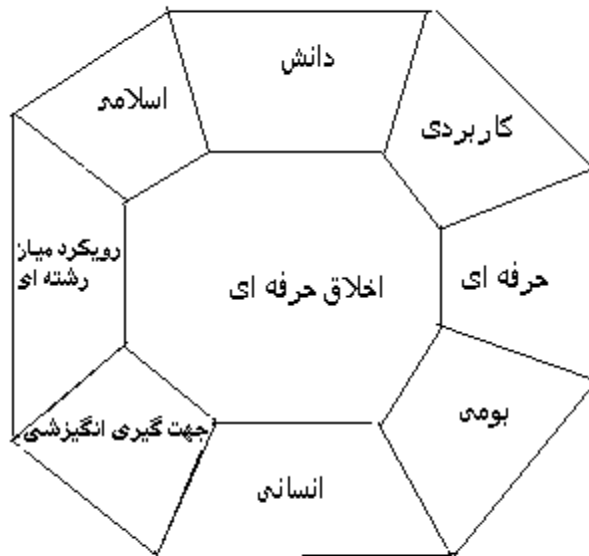 دانش
اسلامی
کاربردی
رویکرد میان
رشته ای
اخلاق حرفه ای
حرفه ای
جهت گیری انگیزشی
بومی
انسانی